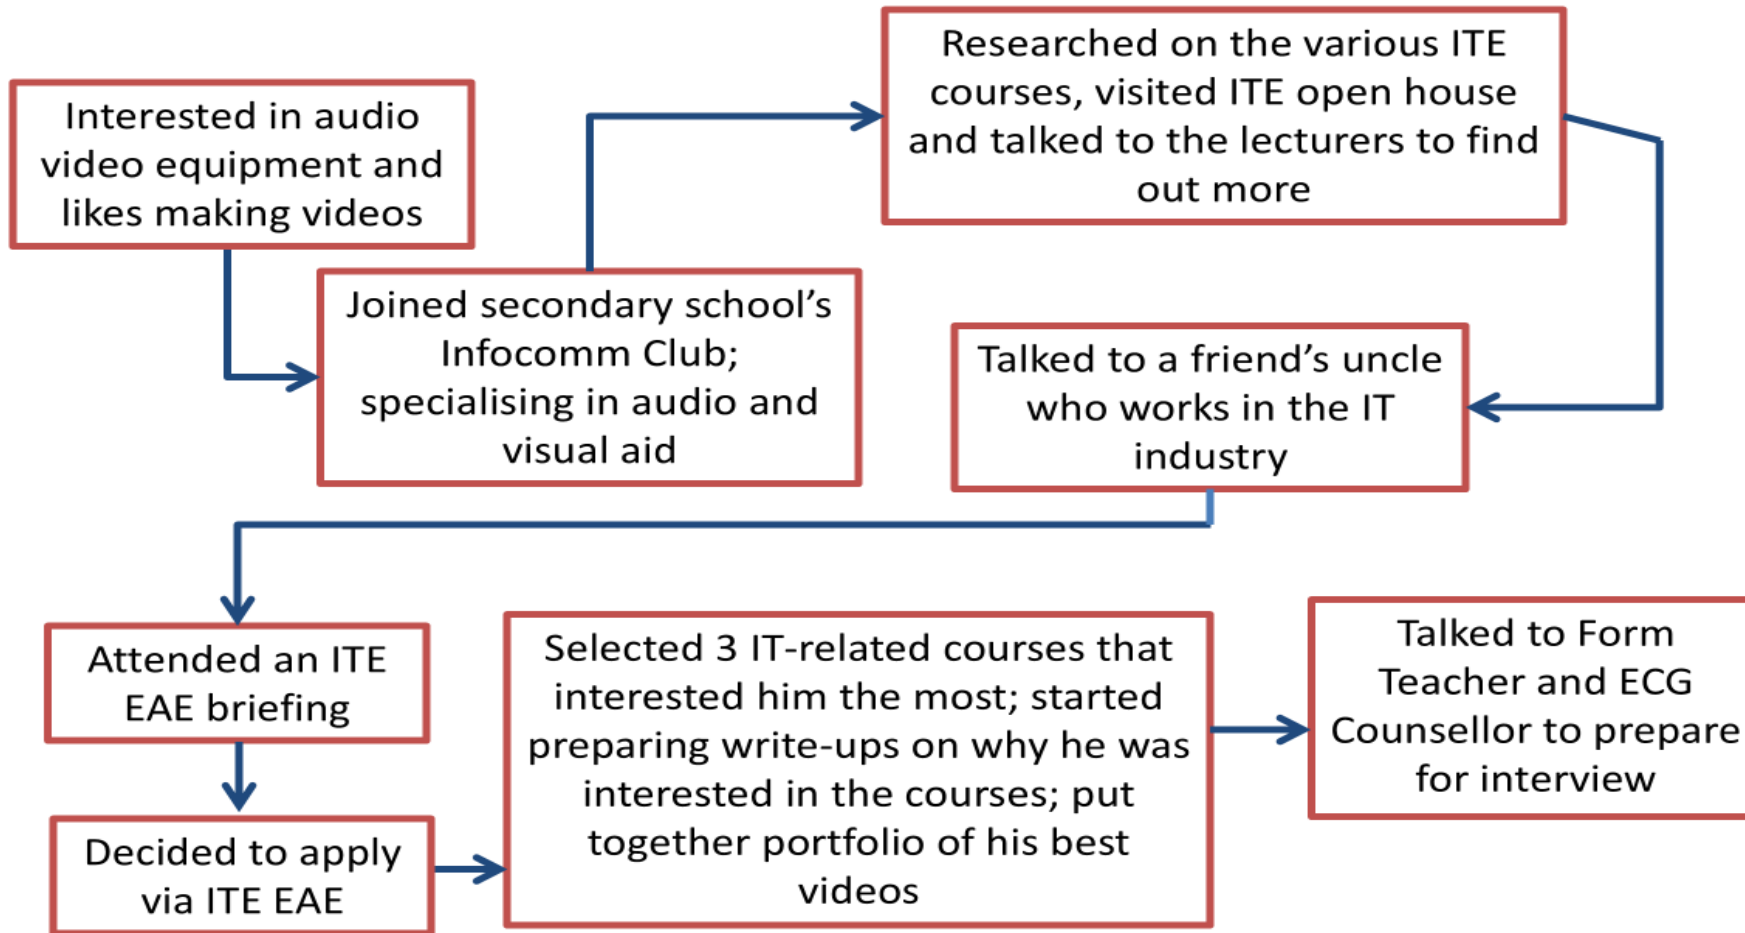 Interested in audio
video equipment and
likes making videos
Joined secondary school’s
Infocomm Club;
specialising in audio and
visual aid
Researched on the various ITE
courses, visited ITE open house
and talked to the lecturers to find
out more
Talked to a friend’s uncle
who works in the IT
industry
Attended an ITE
EAE briefing
Decided to apply
via ITE EAE
Selected 3 IT-related courses that
interested him the most; started
preparing write-ups on why he was
interested in the courses; put
together portfolio of his best
videos
Talked to Form
Teacher and ECG
Counsellor to prepare
for interview